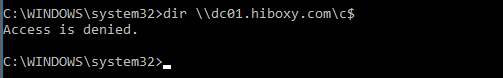 C:\WINDOWS\system32>dir \\dc01.hiboxy.com\c$
Access is denied.
C:\WINDOWS\system32>